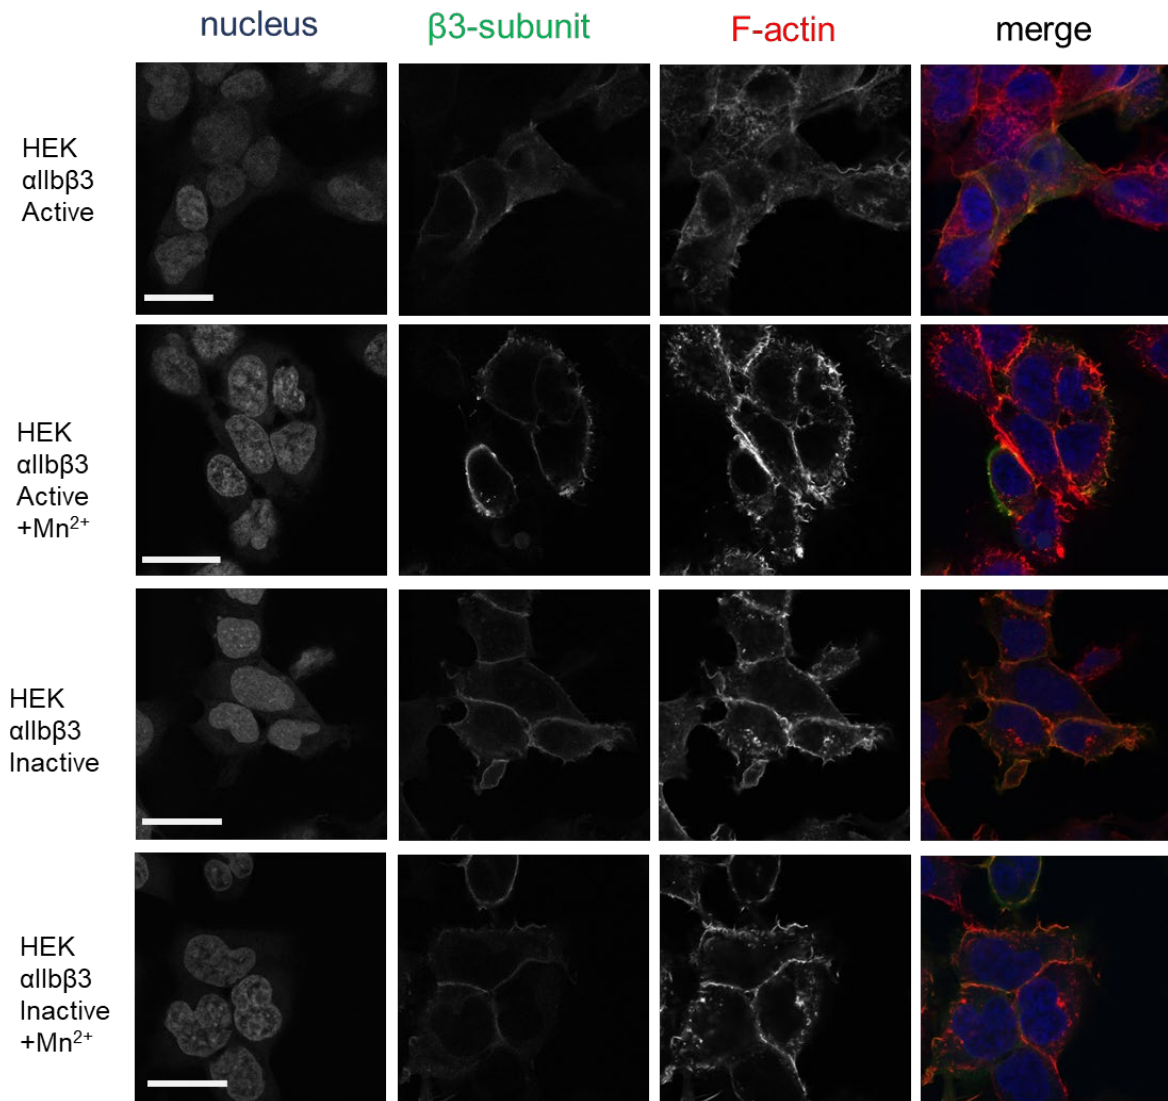 nucleus β3-subunit F-actin merge
HEK
αIIbβ3
Active
HEK
αIIbβ3
Active
+Mn²⁺
HEK
αIIbβ3
Inactive
HEK
αIIbβ3
Inactive
+Mn²⁺